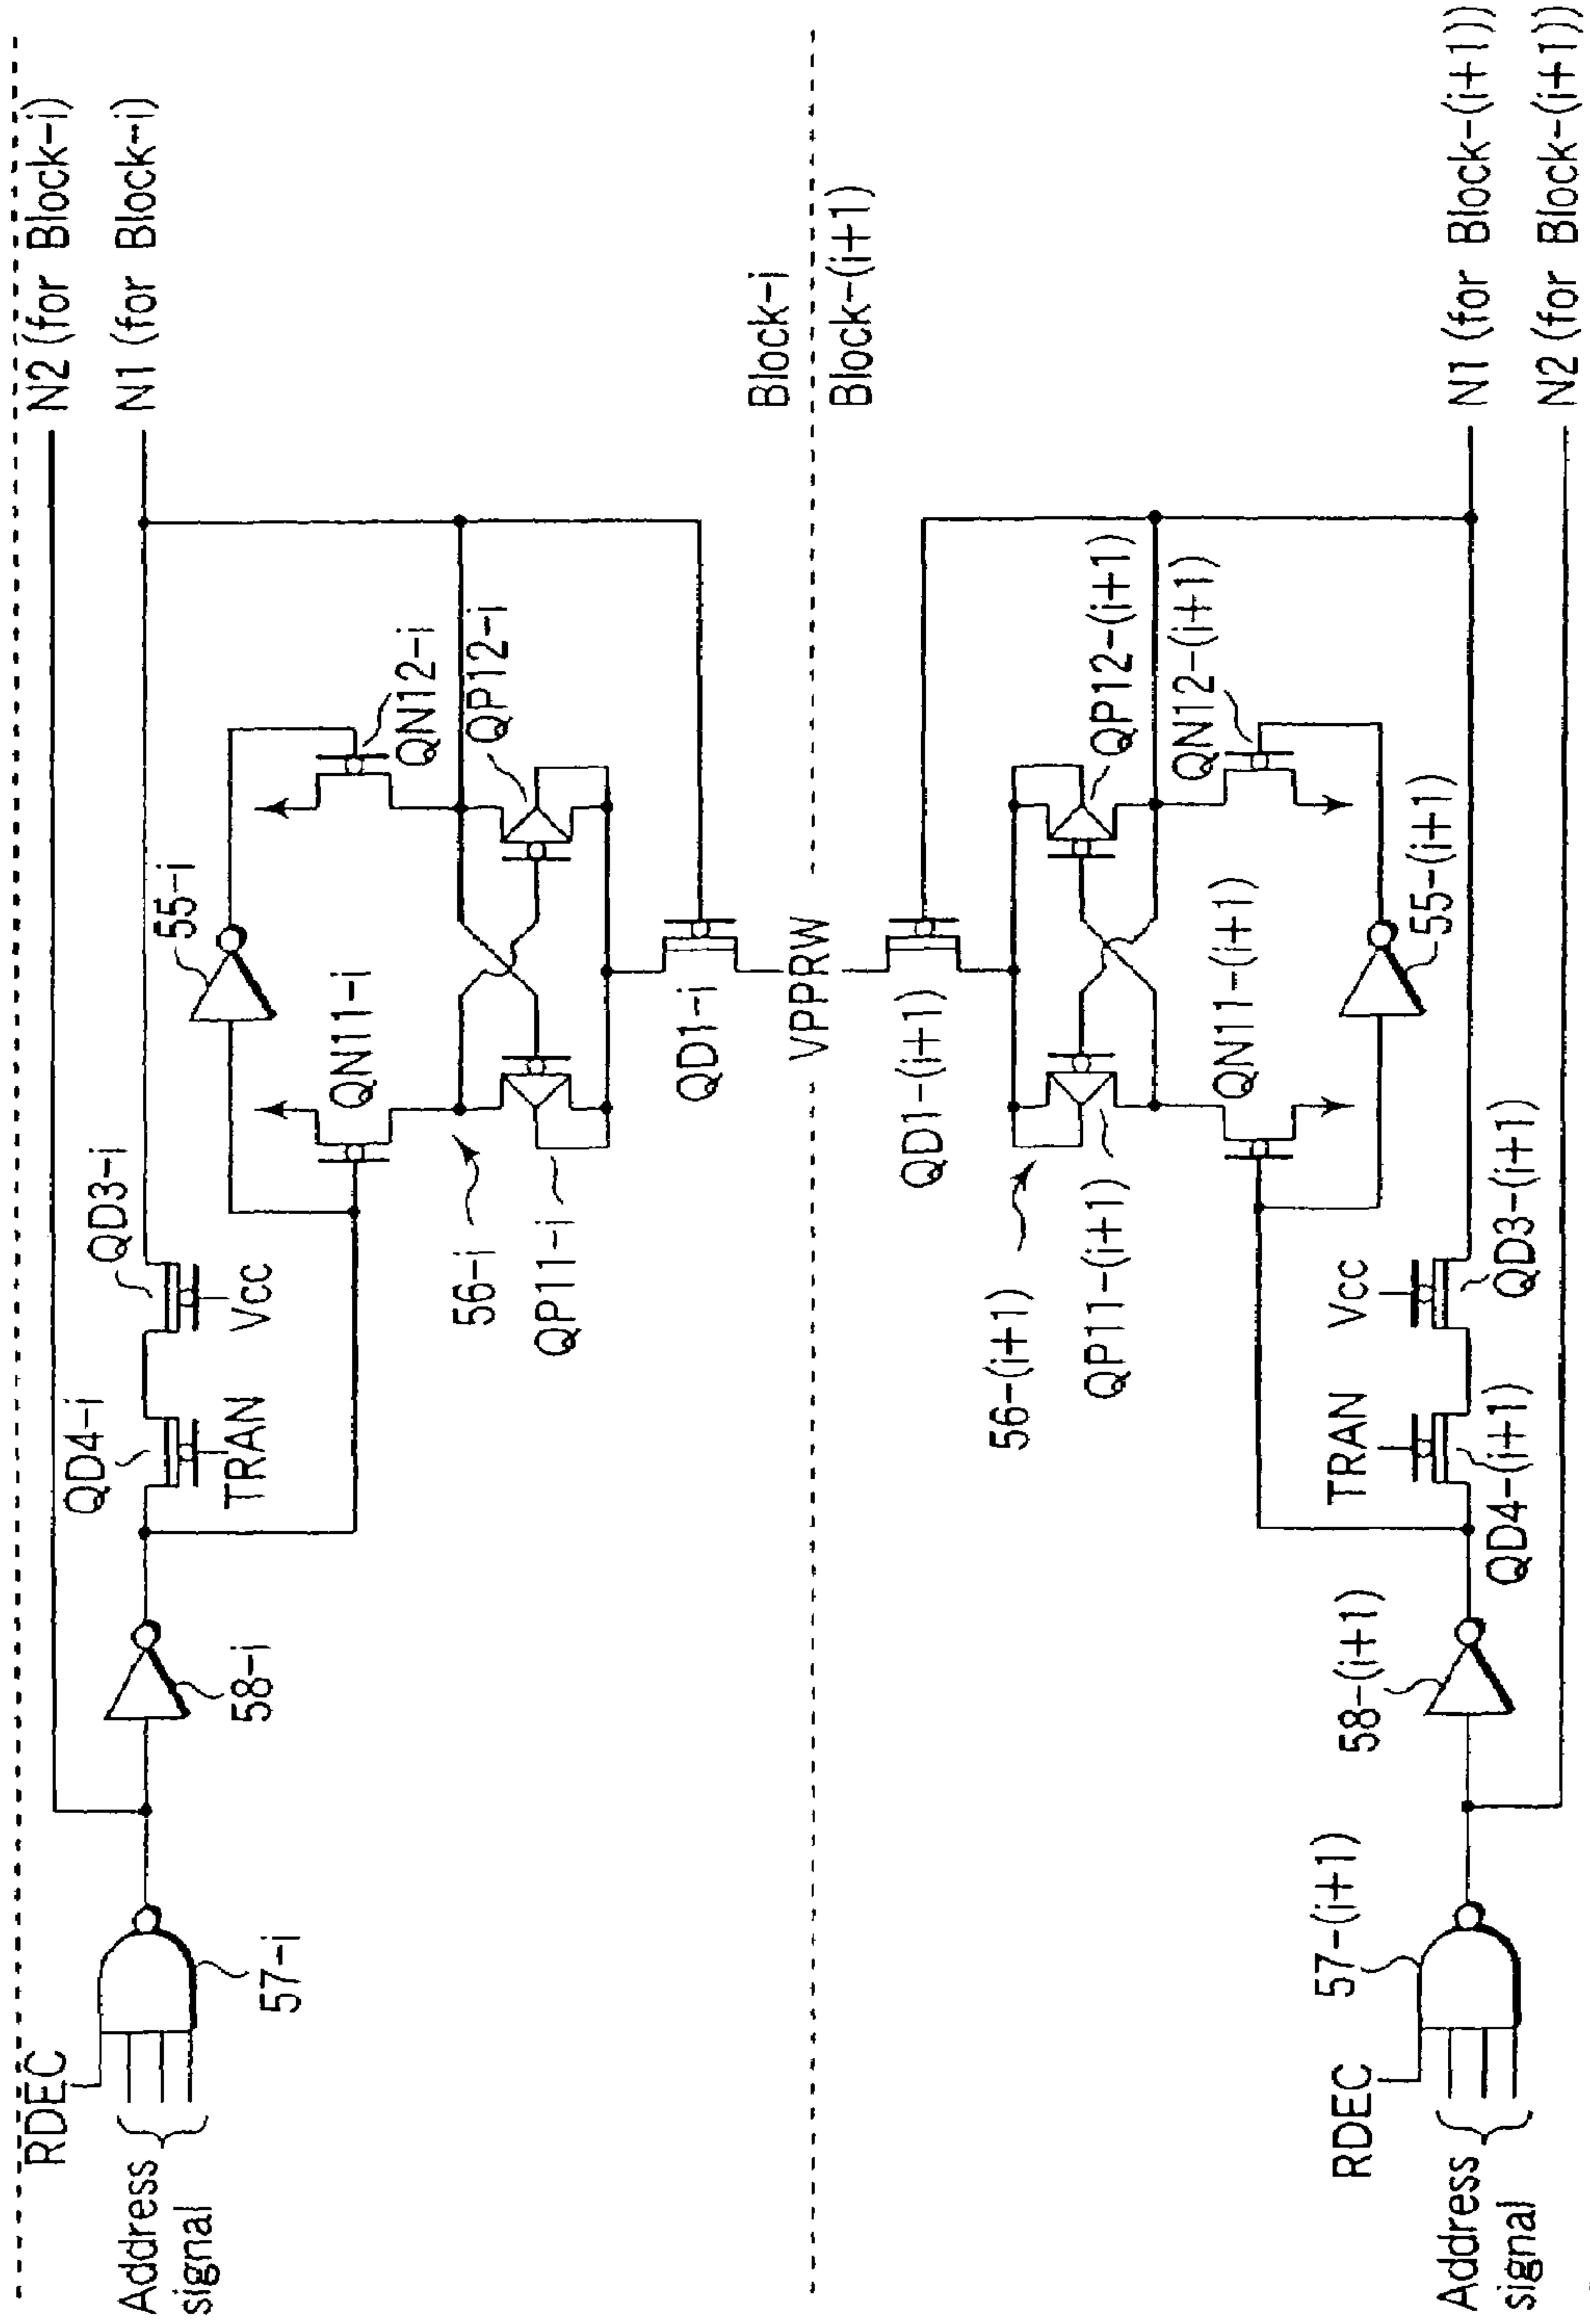 N2 (for Block-i)
N1 (for Block-i)
RDEC
Address
signal
57-i
58-i
QD4-i
TRAN
QD3-i
Vcc
55-i
QN11-i
QN12-i
56-i
QP11-i
QP12-i
QD1-i
Block-i
VPPRW
Block-(i+1)
QD1-(i+1)
56-(i+1)
QP11-(i+1)
QP12-(i+1)
QN11-(i+1)
QN12-(i+1)
55-(i+1)
TRAN
Vcc
QD4-(i+1)
QD3-(i+1)
58-(i+1)
57-(i+1)
RDEC
Address
signal
N1 (for Block-(i+1))
N2 (for Block-(i+1))